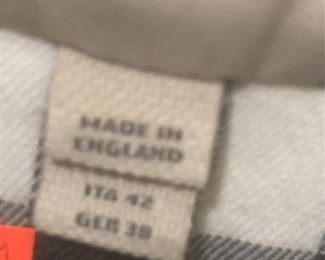 MADE IN
ENGLAND
ITA 42
GER 38